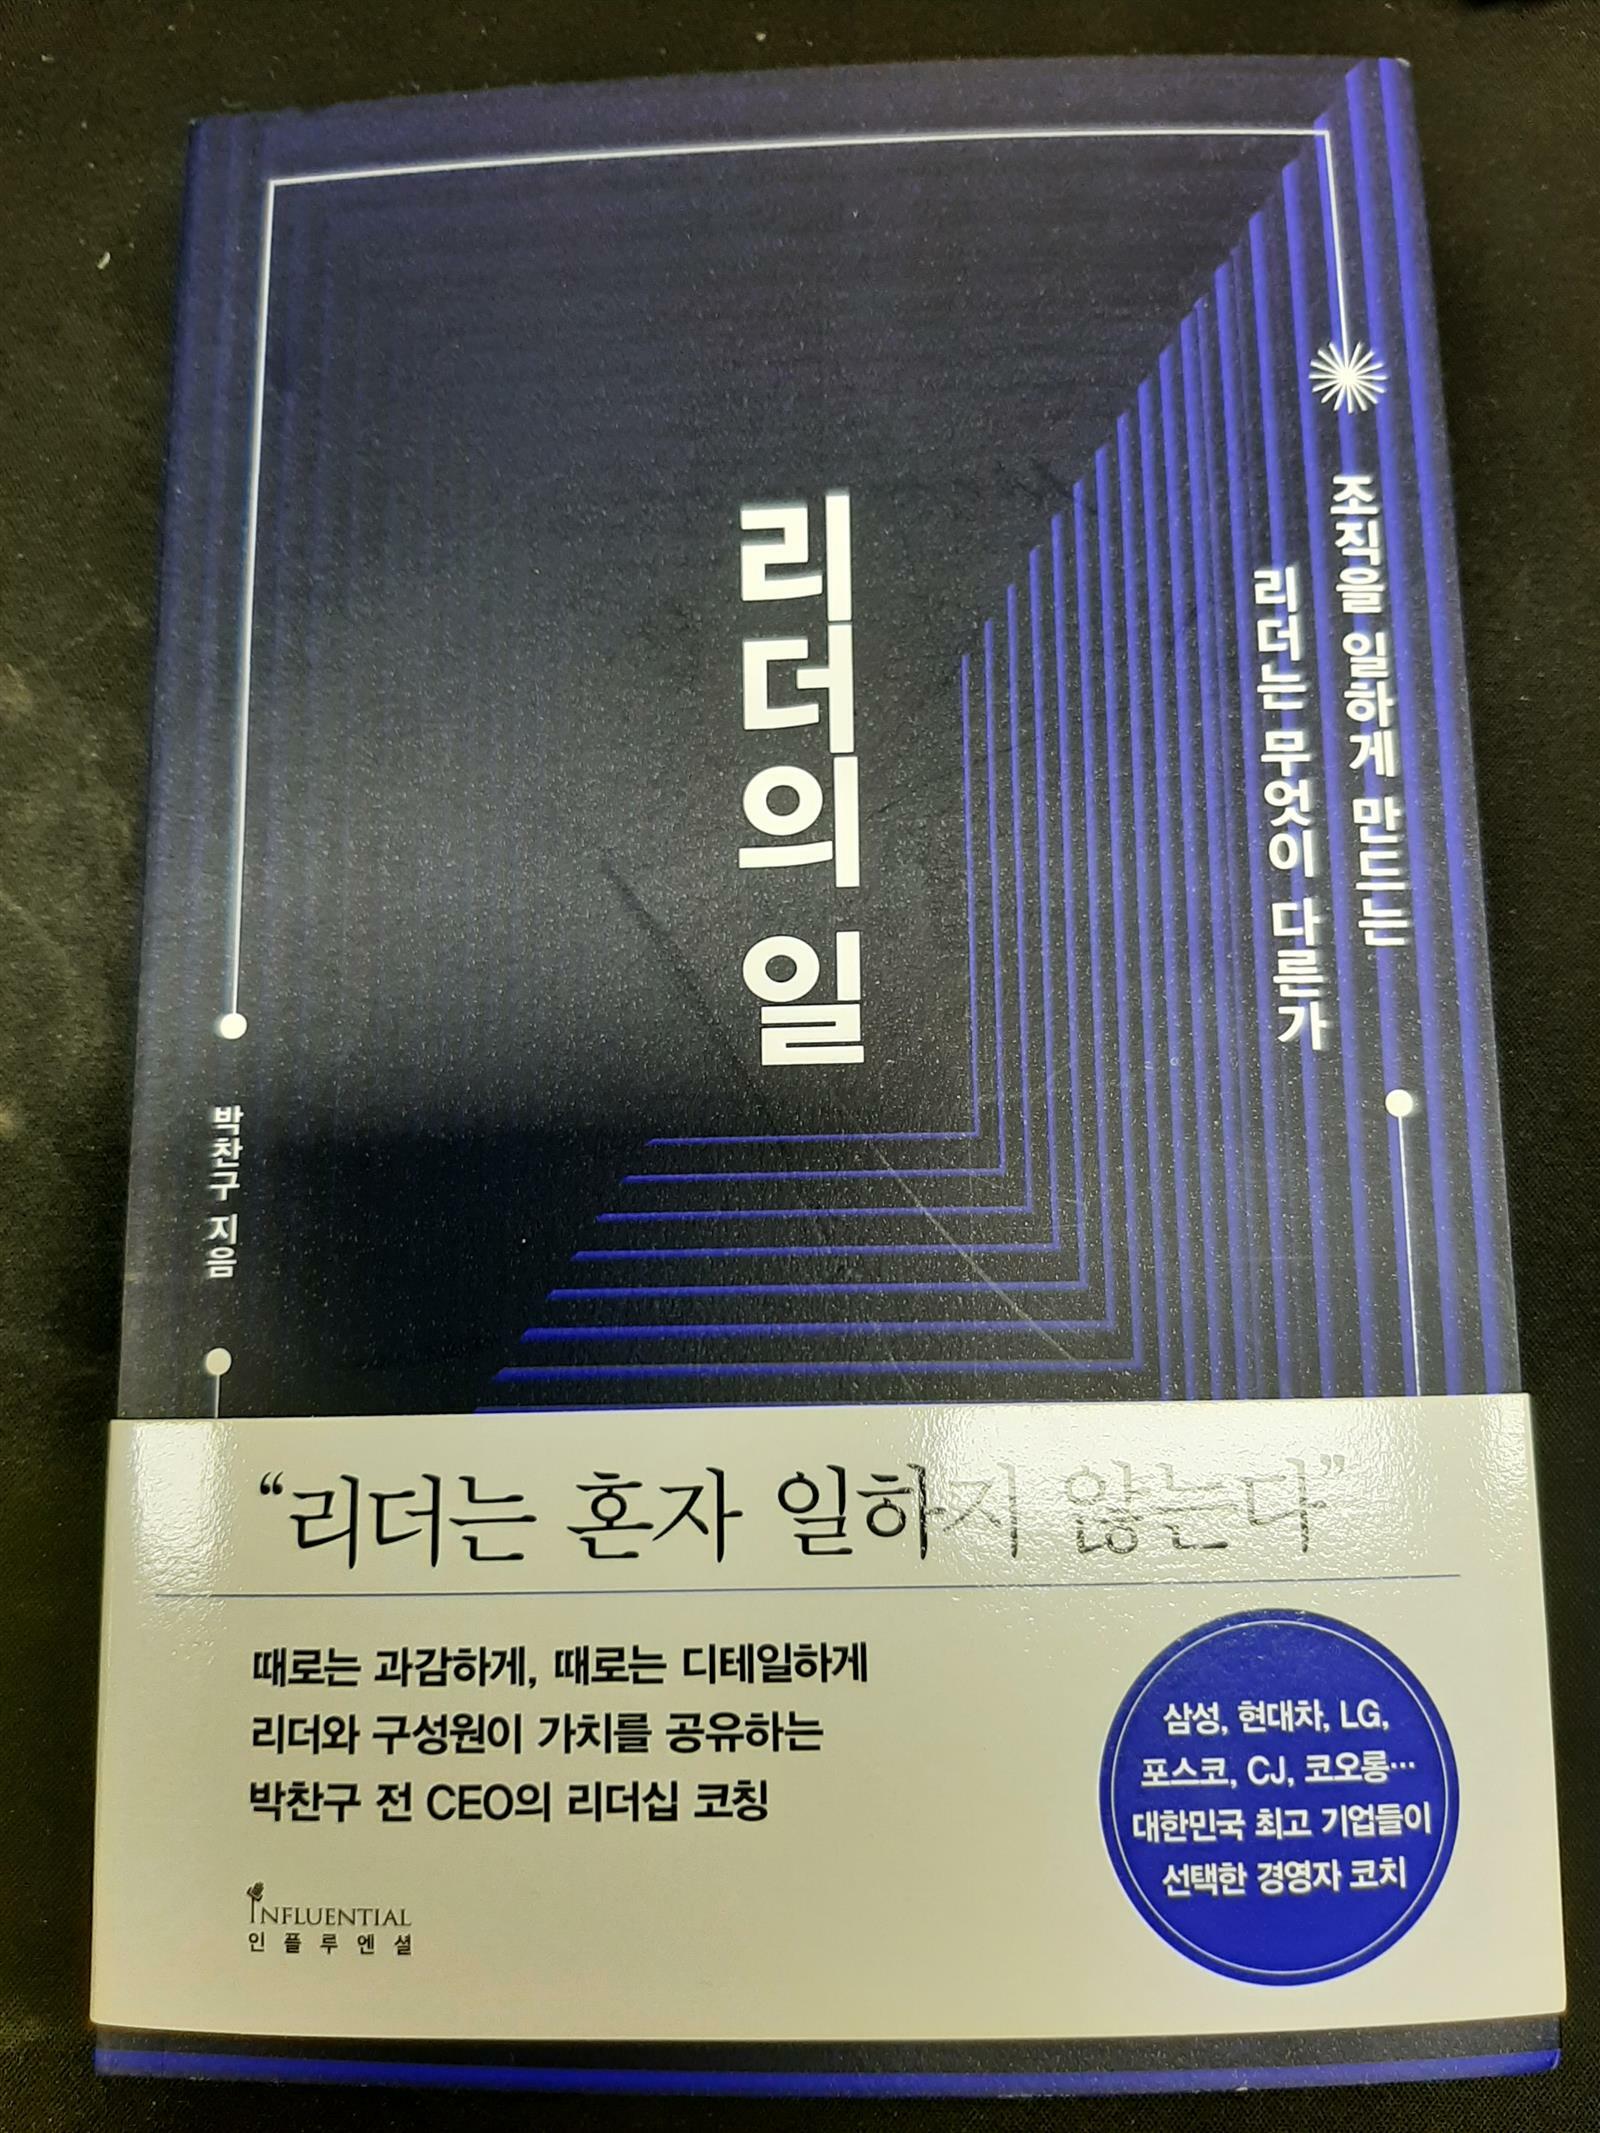 조직을 일하게 만드는
리더는 무엇이 다른가
리더의 일
박찬구 지음
“리더는 혼자 일하지 않는다”
때로는 과감하게, 때로는 디테일하게
리더와 구성원이 가치를 공유하는
박찬구 전 CEO의 리더십 코칭
삼성, 현대차, LG,
포스코, CJ, 코오롱…
대한민국 최고 기업들이
선택한 경영자 코치
INFLUENTIAL
인플루엔셜